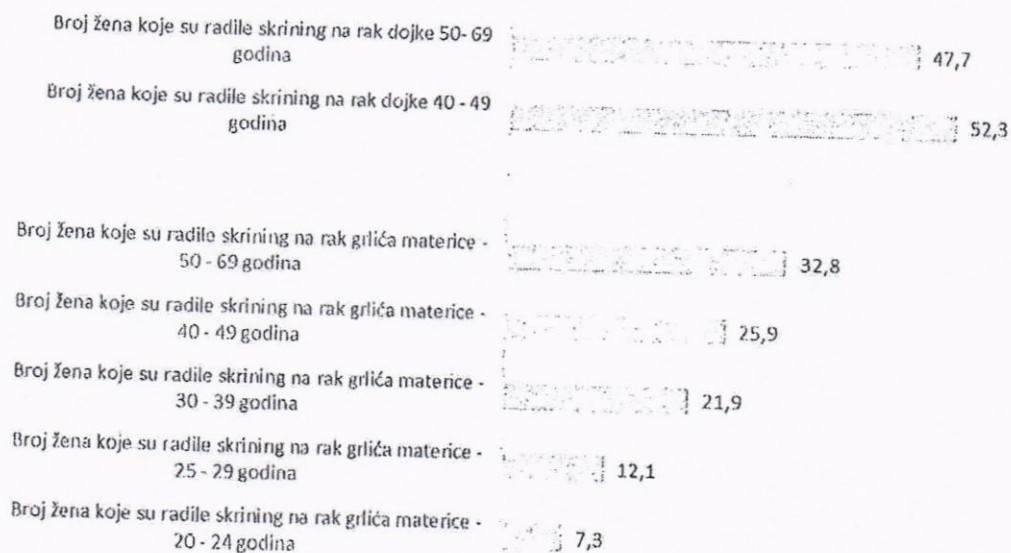 Broj žena koje su radile skrining na rak dojke 50-69
godina
47,7
Broj žena koje su radile skrining na rak dojke 40 - 49
godina
52,3
Broj žena koje su radile skrining na rak grlića materice -
50 - 69 godina
32,8
Broj žena koje su radile skrining na rak grlića materice -
40 - 49 godina
25,9
Broj žena koje su radile skrining na rak grlića materice -
30 - 39 godina
21,9
Broj žena koje su radile skrining na rak grlića materice -
25 - 29 godina
12,1
Broj žena koje su radile skrining na rak grlića materice -
20 - 24 godina
7,3